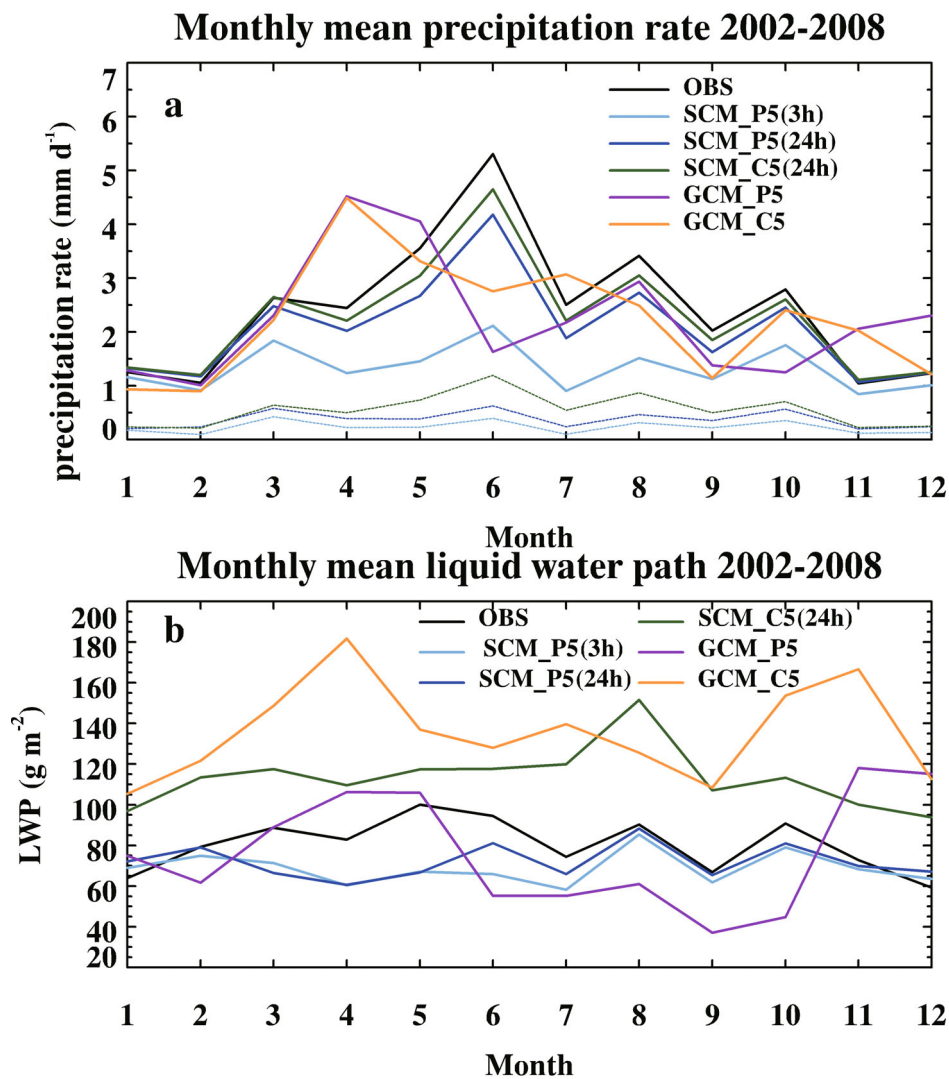 Monthly mean precipitation rate 2002-2008
precipitation rate (mm d⁻¹)
7
6
5
4
3
2
1
0
a
OBS
SCM_P5(3h)
SCM_P5(24h)
SCM_C5(24h)
GCM_P5
GCM_C5
1 2 3 4 5 6 7 8 9 10 11 12
Month
Monthly mean liquid water path 2002-2008
LWP (g m⁻²)
200
180
160
140
120
100
80
60
40
20
b
OBS SCM_C5(24h)
SCM_P5(3h) GCM_P5
SCM_P5(24h) GCM_C5
1 2 3 4 5 6 7 8 9 10 11 12
Month